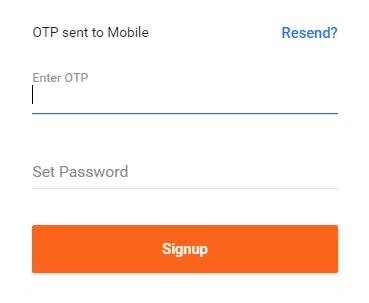 OTP sent to Mobile Resend?
Enter OTP
Set Password
Signup